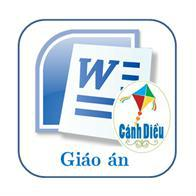 W
Cánh Diều
Giáo án